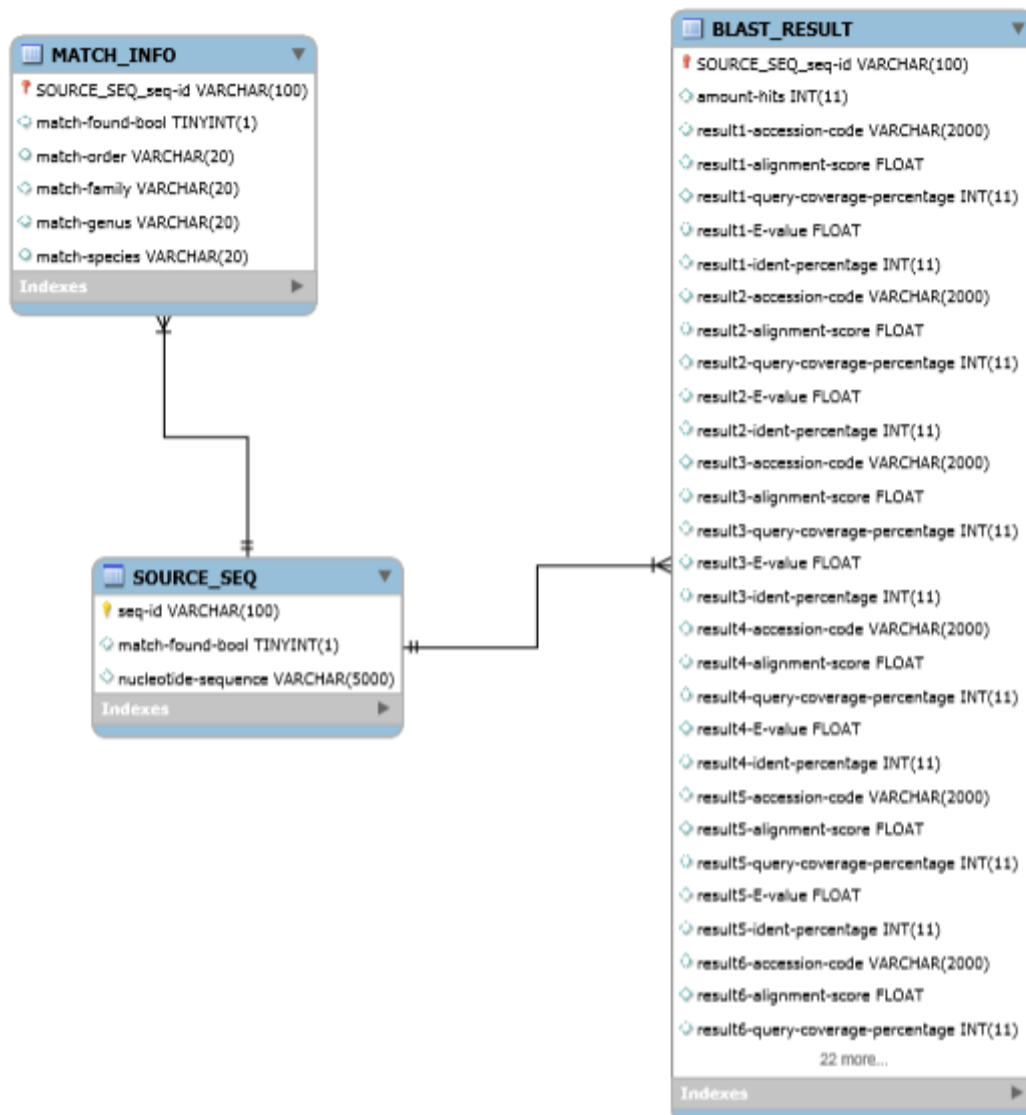 MATCH_INFO
SOURCE_SEQ_seq-id VARCHAR(100)
match-found-bool TINYINT(1)
match-order VARCHAR(20)
match-family VARCHAR(20)
match-genus VARCHAR(20)
match-species VARCHAR(20)
Indexes
SOURCE_SEQ
seq-id VARCHAR(100)
match-found-bool TINYINT(1)
nucleotide-sequence VARCHAR(5000)
Indexes
BLAST_RESULT
SOURCE_SEQ_seq-id VARCHAR(100)
amount-hits INT(11)
result1-accession-code VARCHAR(2000)
result1-alignment-score FLOAT
result1-query-coverage-percentage INT(11)
result1-E-value FLOAT
result1-ident-percentage INT(11)
result2-accession-code VARCHAR(2000)
result2-alignment-score FLOAT
result2-query-coverage-percentage INT(11)
result2-E-value FLOAT
result2-ident-percentage INT(11)
result3-accession-code VARCHAR(2000)
result3-alignment-score FLOAT
result3-query-coverage-percentage INT(11)
result3-E-value FLOAT
result3-ident-percentage INT(11)
result4-accession-code VARCHAR(2000)
result4-alignment-score FLOAT
result4-query-coverage-percentage INT(11)
result4-E-value FLOAT
result4-ident-percentage INT(11)
result5-accession-code VARCHAR(2000)
result5-alignment-score FLOAT
result5-query-coverage-percentage INT(11)
result5-E-value FLOAT
result5-ident-percentage INT(11)
result6-accession-code VARCHAR(2000)
result6-alignment-score FLOAT
result6-query-coverage-percentage INT(11)
22 more...
Indexes